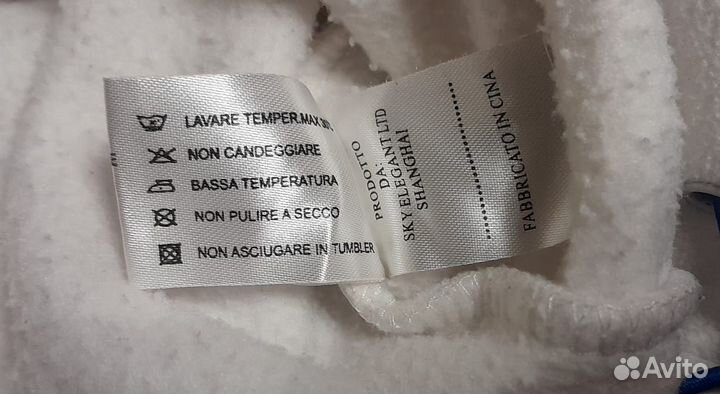 LAVARE TEMPER.MAX
NON CANDEGGIARE
BASSA TEMPERATURA
NON PULIRE A SECCO
NON ASCIUGARE IN TUMBLER
PRODOTTO
DA:
SKY ELEGANT LTD
SHANGHAI
FABBRICATO IN CINA
Avito